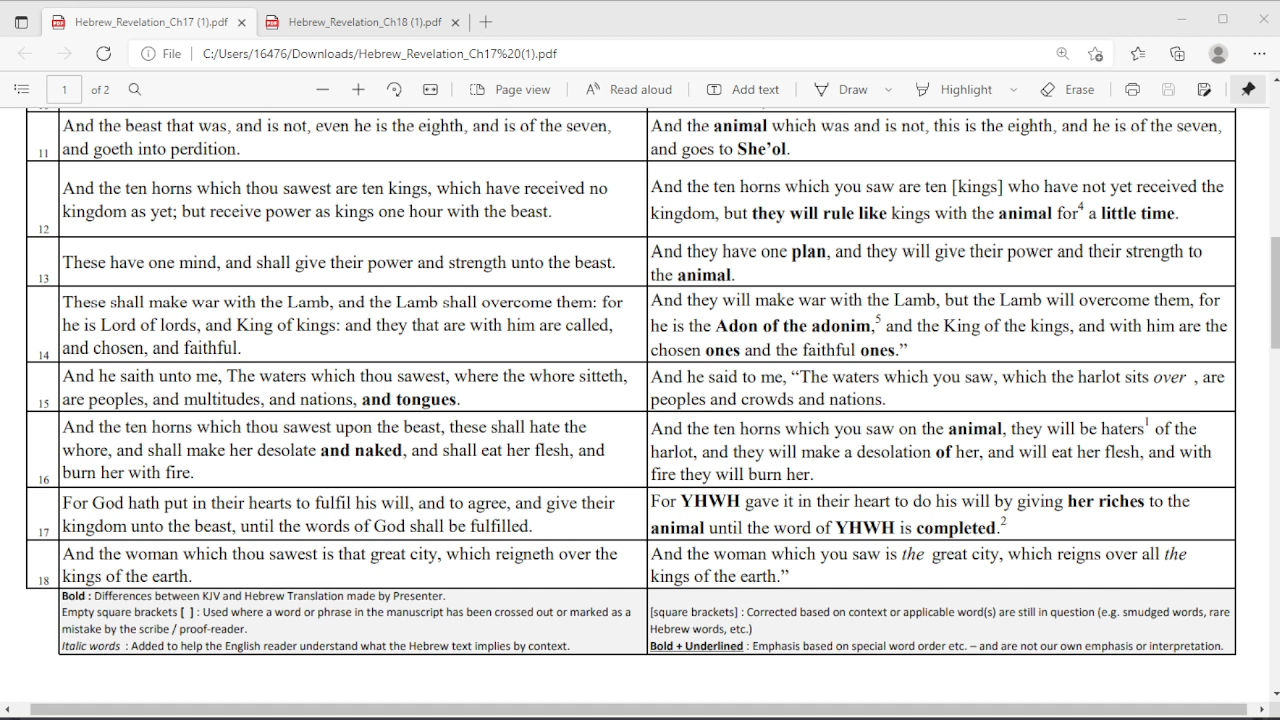 Hebrew_Revelation_Ch17 (1).pdf
Hebrew_Revelation_Ch18 (1).pdf
File
C:/Users/16476/Downloads/Hebrew_Revelation_Ch17%20(1).pdf
1 of 2
Page view
Read aloud
Add text
Draw
Highlight
Erase
11
And the beast that was, and is not, even he is the eighth, and is of the seven,
and goeth into perdition.
And the animal which was and is not, this is the eighth, and he is of the seven,
and goes to She’ol.
12
And the ten horns which thou sawest are ten kings, which have received no
kingdom as yet; but receive power as kings one hour with the beast.
And the ten horns which you saw are ten [kings] who have not yet received the
kingdom, but they will rule like kings with the animal for4 a little time.
13
These have one mind, and shall give their power and strength unto the beast.
And they have one plan, and they will give their power and their strength to
the animal.
14
These shall make war with the Lamb, and the Lamb shall overcome them: for
he is Lord of lords, and King of kings: and they that are with him are called,
and chosen, and faithful.
And they will make war with the Lamb, but the Lamb will overcome them, for
he is the Adon of the adonim,5 and the King of the kings, and with him are the
chosen ones and the faithful ones.”
15
And he saith unto me, The waters which thou sawest, where the whore sitteth,
are peoples, and multitudes, and nations, and tongues.
And he said to me, “The waters which you saw, which the harlot sits over , are
peoples and crowds and nations.
16
And the ten horns which thou sawest upon the beast, these shall hate the
whore, and shall make her desolate and naked, and shall eat her flesh, and
burn her with fire.
And the ten horns which you saw on the animal, they will be haters1 of the
harlot, and they will make a desolation of her, and will eat her flesh, and with
fire they will burn her.
17
For God hath put in their hearts to fulfil his will, and to agree, and give their
kingdom unto the beast, until the words of God shall be fulfilled.
For YHWH gave it in their heart to do his will by giving her riches to the
animal until the word of YHWH is completed.2
18
And the woman which thou sawest is that great city, which reigneth over the
kings of the earth.
And the woman which you saw is the great city, which reigns over all the
kings of the earth.”
Bold : Differences between KJV and Hebrew Translation made by Presenter.
Empty square brackets [ ] : Used where a word or phrase in the manuscript has been crossed out or marked as a
mistake by the scribe / proof-reader.
Italic words : Added to help the English reader understand what the Hebrew text implies by context.
[square brackets] : Corrected based on context or applicable word(s) are still in question (e.g. smudged words, rare
Hebrew words, etc.)
Bold + Underlined : Emphasis based on special word order etc. – and are not our own emphasis or interpretation.